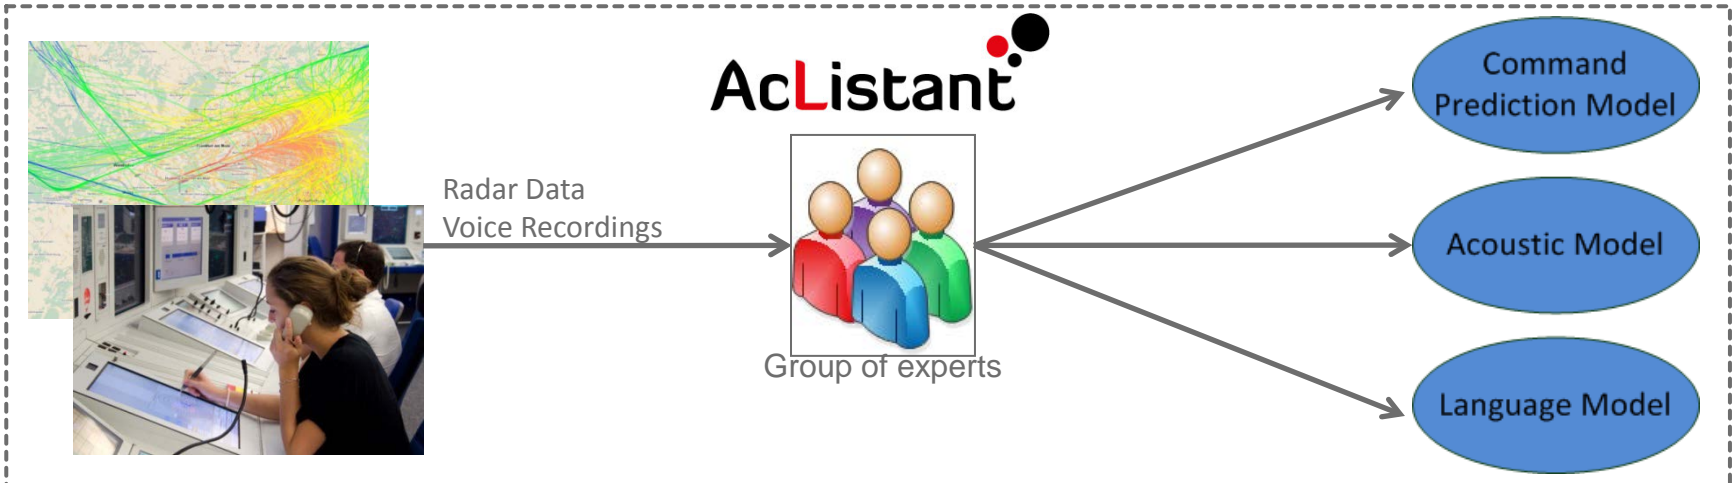 AcListant
Command
Prediction Model
Radar Data
Voice Recordings
Acoustic Model
Group of experts
Language Model